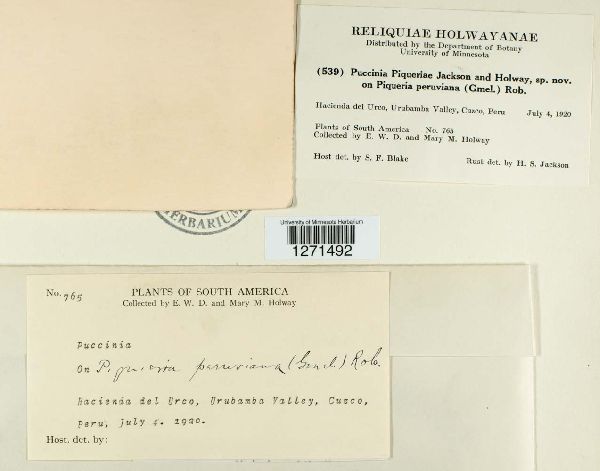 RELIQUIAE HOLWAYANAE
Distributed by the Department of Botany
University of Minnesota
(539) Puccinia Piqueriae Jackson and Holway, sp. nov.
on Piqueria peruviana (Gmel.) Rob.
Hacienda del Urco, Urubamba Valley, Cuzco, Peru July 4, 1920
Plants of South America No. 765
Collected by E. W. D. and Mary M. Holway
Host det. by S. F. Blake Rust det. by H. S. Jackson
HERBARIUM
University of Minnesota Herbarium
1271492
No. 765 PLANTS OF SOUTH AMERICA
Collected by E. W. D. and Mary M. Holway
Puccinia
On Piqueria peruviana (Gmel.) Rob.
Hacienda del Urco, Urubamba Valley, Cuzco,
Peru, July 4. 1920.
Host. det. by: